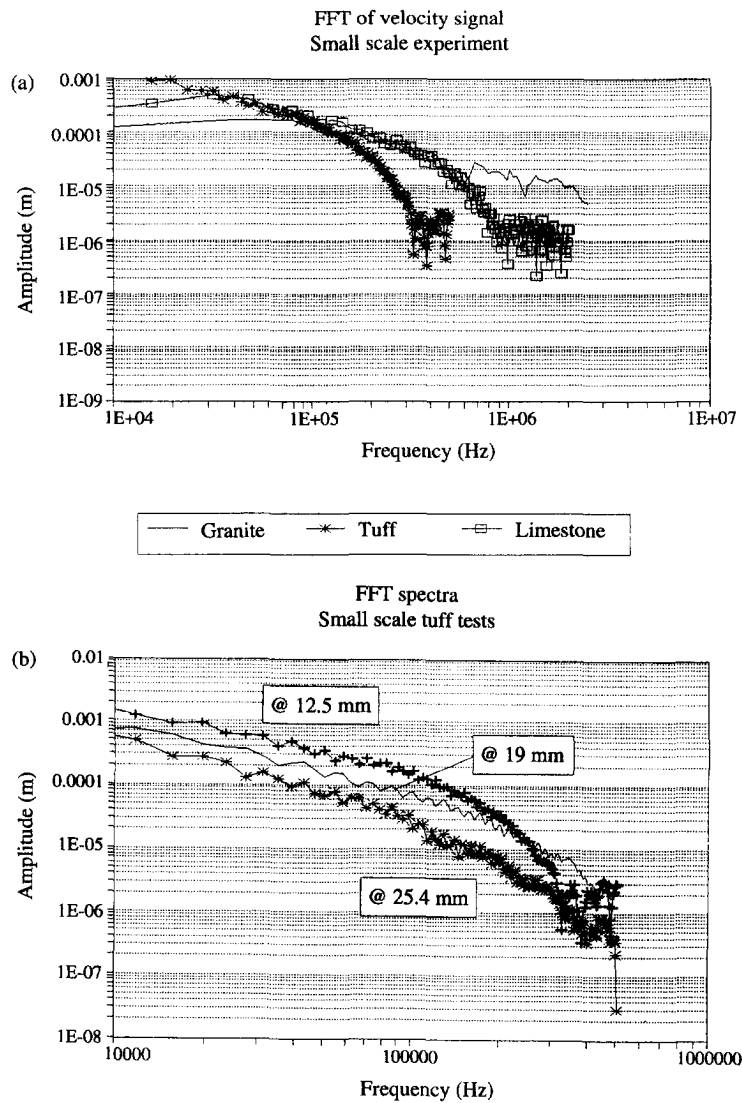 FFT of velocity signal
Small scale experiment
(a)
0.001
0.0001
1E-05
1E-06
1E-07
1E-08
1E-09
Amplitude (m)
1E+04
1E+05
1E+06
1E+07
Frequency (Hz)
Granite
Tuff
Limestone
FFT spectra
Small scale tuff tests
(b)
0.01
0.001
0.0001
1E-05
1E-06
1E-07
1E-08
Amplitude (m)
@ 12.5 mm
@ 19 mm
@ 25.4 mm
10000
100000
1000000
Frequency (Hz)